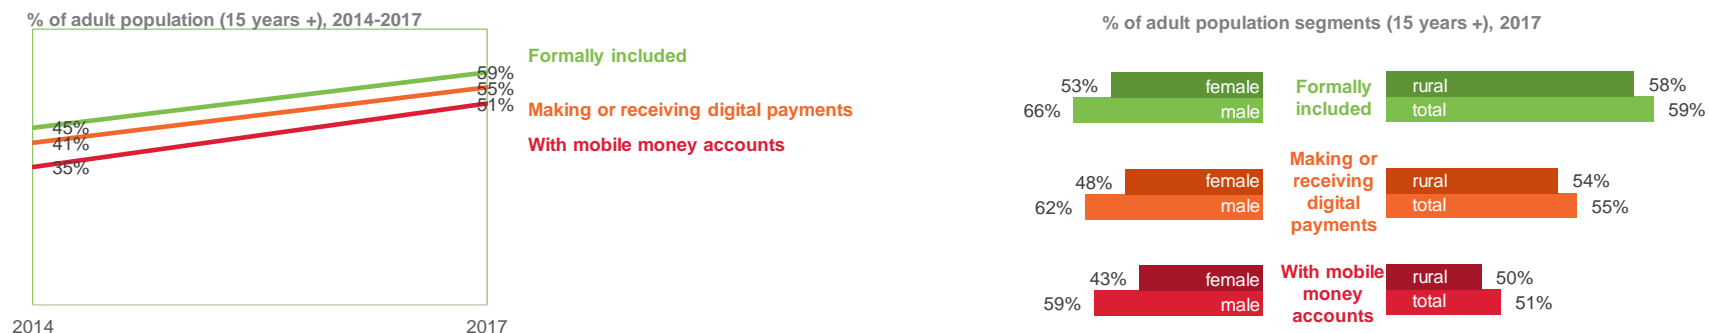 % of adult population (15 years +), 2014-2017
59%
55%
51%
45%
41%
35%
2014
2017
Formally included
Making or receiving digital payments
With mobile money accounts
% of adult population segments (15 years +), 2017
53%
female
66%
male
Formally
included
rural
58%
total
59%
48%
female
62%
male
Making or
receiving
digital
payments
rural
54%
total
55%
43%
female
59%
male
With mobile
money
accounts
rural
50%
total
51%